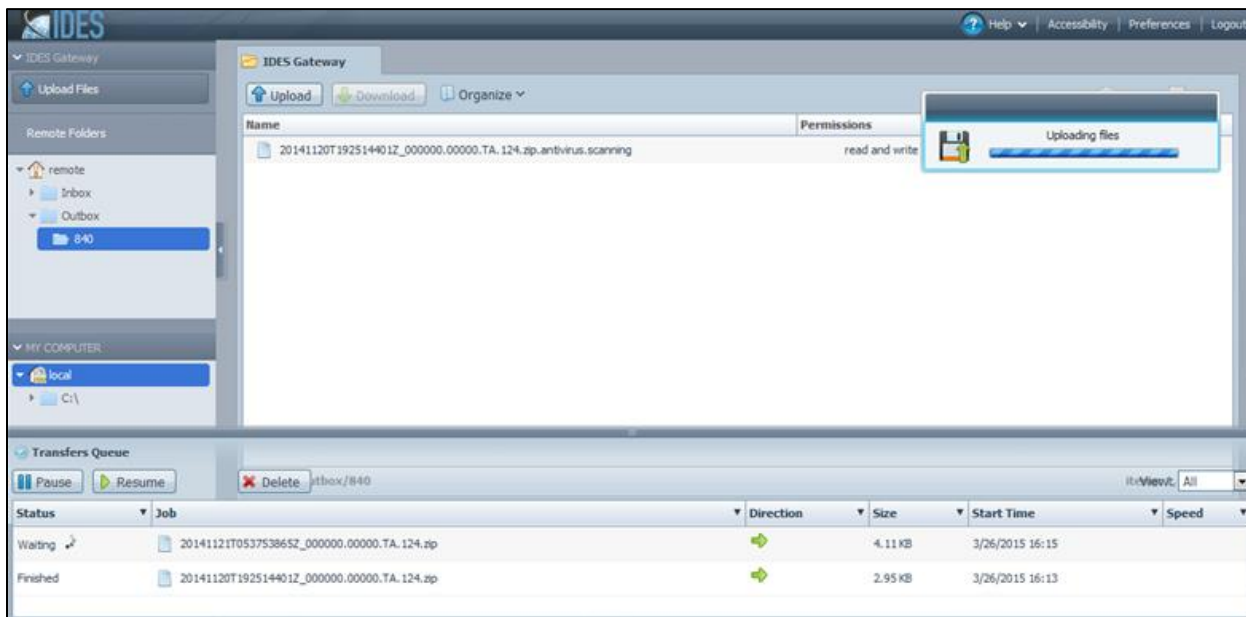 IDES
Help | Accessibility | Preferences | Logout
IDES Gateway
Upload Files
Remote Folders
remote
Inbox
Outbox
840
MY COMPUTER
local
C:\
IDES Gateway
Upload Download Organize
Name Permissions
20141120T192514401Z_000000.00000.TA.124.zip.antivirus.scanning read and write
Uploading files
Transfers Queue
Pause Resume Delete utbox/840 View: All
Status Job Direction Size Start Time Speed
Waiting 20141121T053753865Z_000000.00000.TA.124.zip 4.11 KB 3/26/2015 16:15
Finished 20141120T192514401Z_000000.00000.TA.124.zip 2.95 KB 3/26/2015 16:13